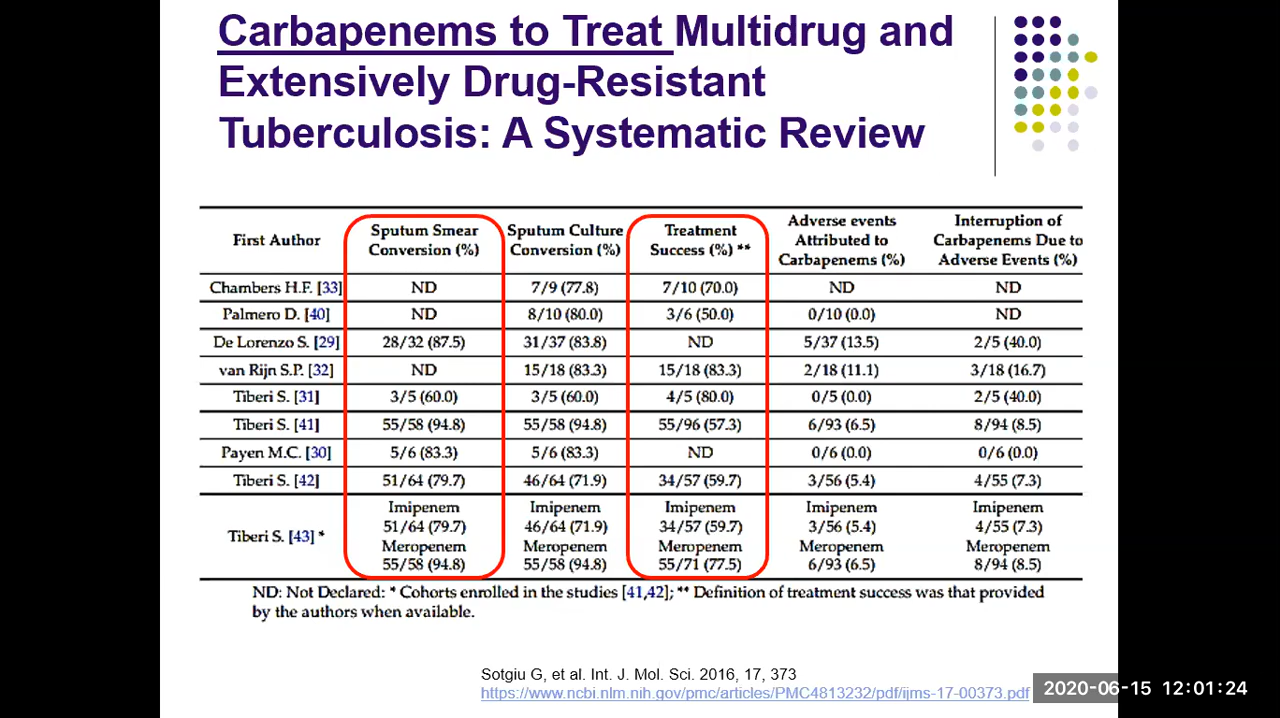 Carbapenems to Treat Multidrug and
Extensively Drug-Resistant
Tuberculosis: A Systematic Review
First Author Sputum Smear Conversion (%) Sputum Culture Conversion (%) Treatment Success (%) ** Adverse events Attributed to Carbapenems (%) Interruption of Carbapenems Due to Adverse Events (%)
Chambers H.F. [33] ND 7/9 (77.8) 7/10 (70.0) ND ND
Palmero D. [40] ND 8/10 (80.0) 3/6 (50.0) 0/10 (0.0) ND
De Lorenzo S. [29] 28/32 (87.5) 31/37 (83.8) ND 5/37 (13.5) 2/5 (40.0)
van Rijn S.P. [32] ND 15/18 (83.3) 15/18 (83.3) 2/18 (11.1) 3/18 (16.7)
Tiberi S. [31] 3/5 (60.0) 3/5 (60.0) 4/5 (80.0) 0/5 (0.0) 2/5 (40.0)
Tiberi S. [41] 55/58 (94.8) 55/58 (94.8) 55/96 (57.3) 6/93 (6.5) 8/94 (8.5)
Payen M.C. [30] 5/6 (83.3) 5/6 (83.3) ND 0/6 (0.0) 0/6 (0.0)
Tiberi S. [42] 51/64 (79.7) 46/64 (71.9) 34/57 (59.7) 3/56 (5.4) 4/55 (7.3)
Tiberi S. [43] *
Imipenem Imipenem Imipenem Imipenem Imipenem
51/64 (79.7) 46/64 (71.9) 34/57 (59.7) 3/56 (5.4) 4/55 (7.3)
Meropenem Meropenem Meropenem Meropenem Meropenem
55/58 (94.8) 55/58 (94.8) 55/71 (77.5) 6/93 (6.5) 8/94 (8.5)
ND: Not Declared: * Cohorts enrolled in the studies [41,42]; ** Definition of treatment success was that provided
by the authors when available.
Sotgiu G, et al. Int. J. Mol. Sci. 2016, 17, 373
https://www.ncbi.nlm.nih.gov/pmc/articles/PMC4813232/pdf/ijms-17-00373.pdf
2020-06-15 12:01:24